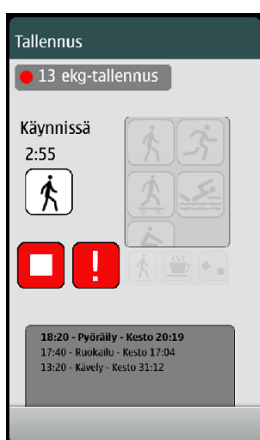 Tallennus
13 ekg-tallennus
Käynnissä
2:55
!
18:20 - Pyöräily - Kesto 20:19
17:40 - Ruokailu - Kesto 17:04
13:20 - Kävely - Kesto 31:12